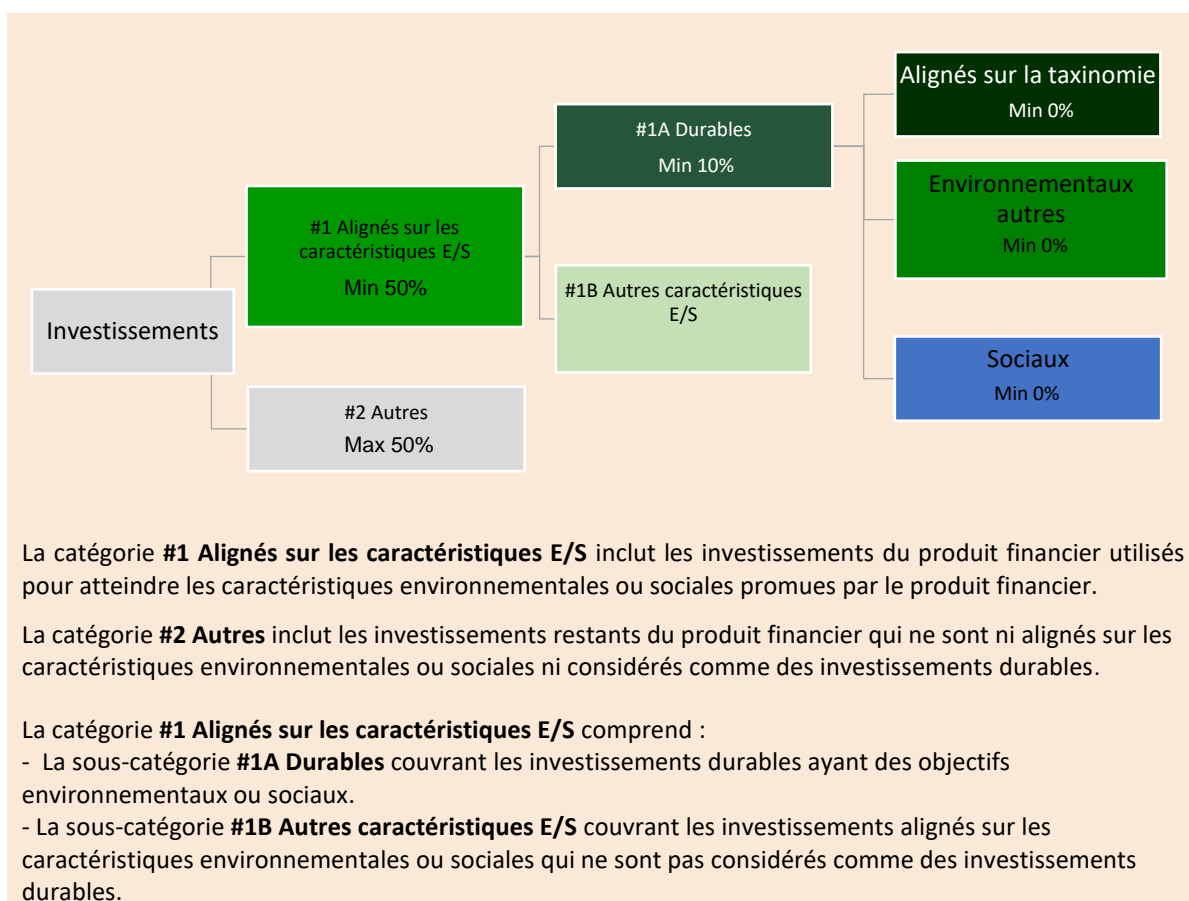 Alignés sur la taxinomie
Min 0%
#1A Durables
Min 10%
Environnementaux
autres
Min 0%
#1 Alignés sur les
caractéristiques E/S
Min 50%
#1B Autres caractéristiques
E/S
Investissements
Sociaux
Min 0%
#2 Autres
Max 50%
La catégorie #1 Alignés sur les caractéristiques E/S inclut les investissements du produit financier utilisés
pour atteindre les caractéristiques environnementales ou sociales promues par le produit financier.
La catégorie #2 Autres inclut les investissements restants du produit financier qui ne sont ni alignés sur les
caractéristiques environnementales ou sociales ni considérés comme des investissements durables.
La catégorie #1 Alignés sur les caractéristiques E/S comprend :
- La sous-catégorie #1A Durables couvrant les investissements durables ayant des objectifs
environnementaux ou sociaux.
- La sous-catégorie #1B Autres caractéristiques E/S couvrant les investissements alignés sur les
caractéristiques environnementales ou sociales qui ne sont pas considérés comme des investissements
durables.